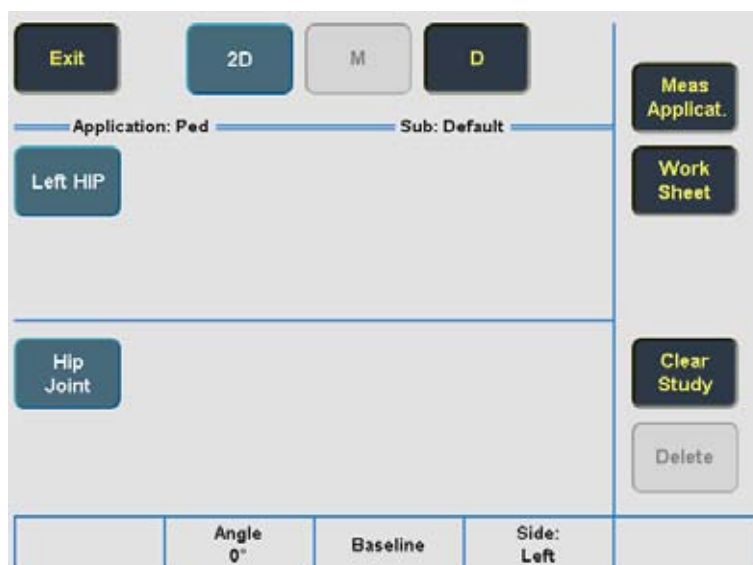 Exit
2D
M
D
Meas
Applicat.
Application: Ped
Sub: Default
Left HIP
Work
Sheet
Hip
Joint
Clear
Study
Delete
Angle
0°
Baseline
Side:
Left